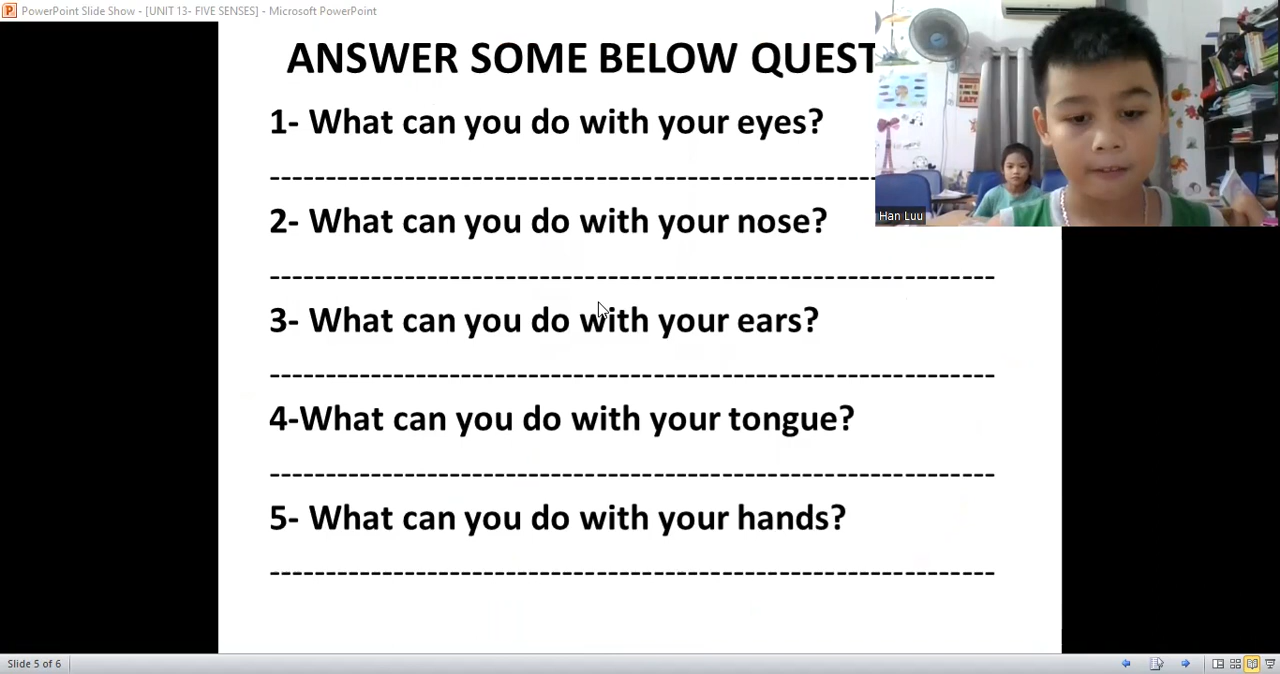 PowerPoint Slide Show - [UNIT 13- FIVE SENSES] - Microsoft PowerPoint
ANSWER SOME BELOW QUEST
1- What can you do with your eyes?
2- What can you do with your nose?
3- What can you do with your ears?
4-What can you do with your tongue?
5- What can you do with your hands?
Han Luu
LAZY
Slide 5 of 6